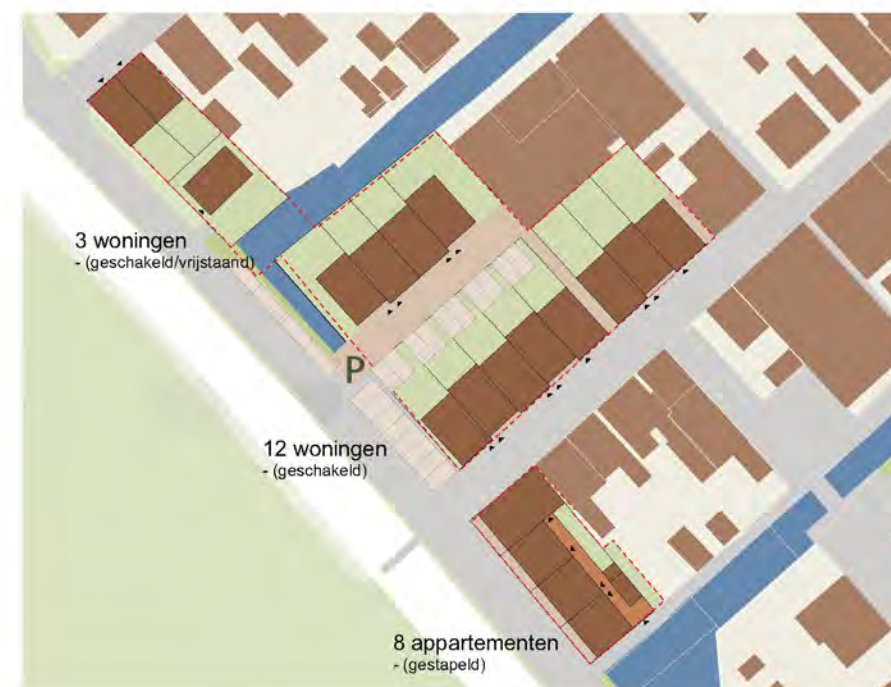 3 woningen
- (geschakeld/vrijstaand)
P
12 woningen
- (geschakeld)
8 appartementen
- (gestapeld)